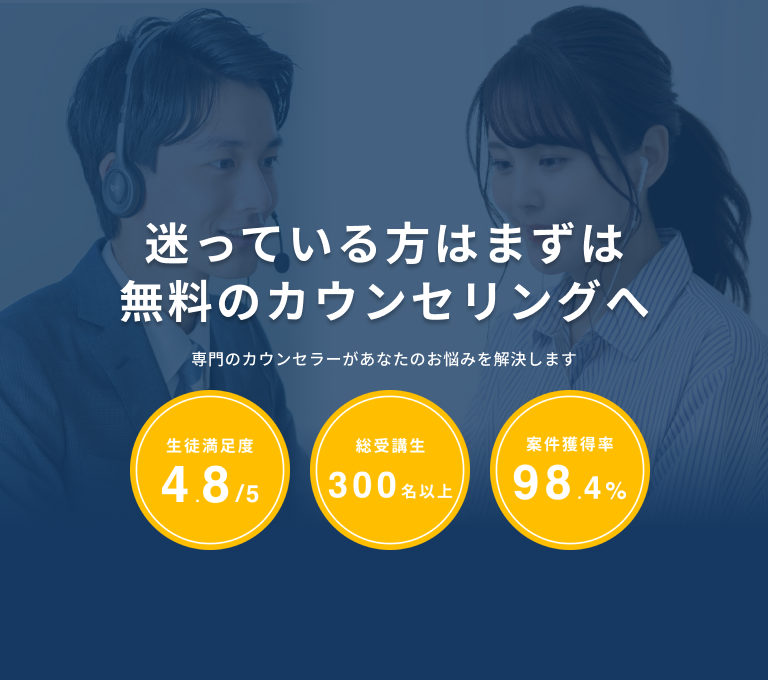 迷っている方はまずは
無料のカウンセリングへ
専門のカウンセラーがあなたのお悩みを解決します
生徒満足度
4.8/5
総受講生
300名以上
案件獲得率
98.4%